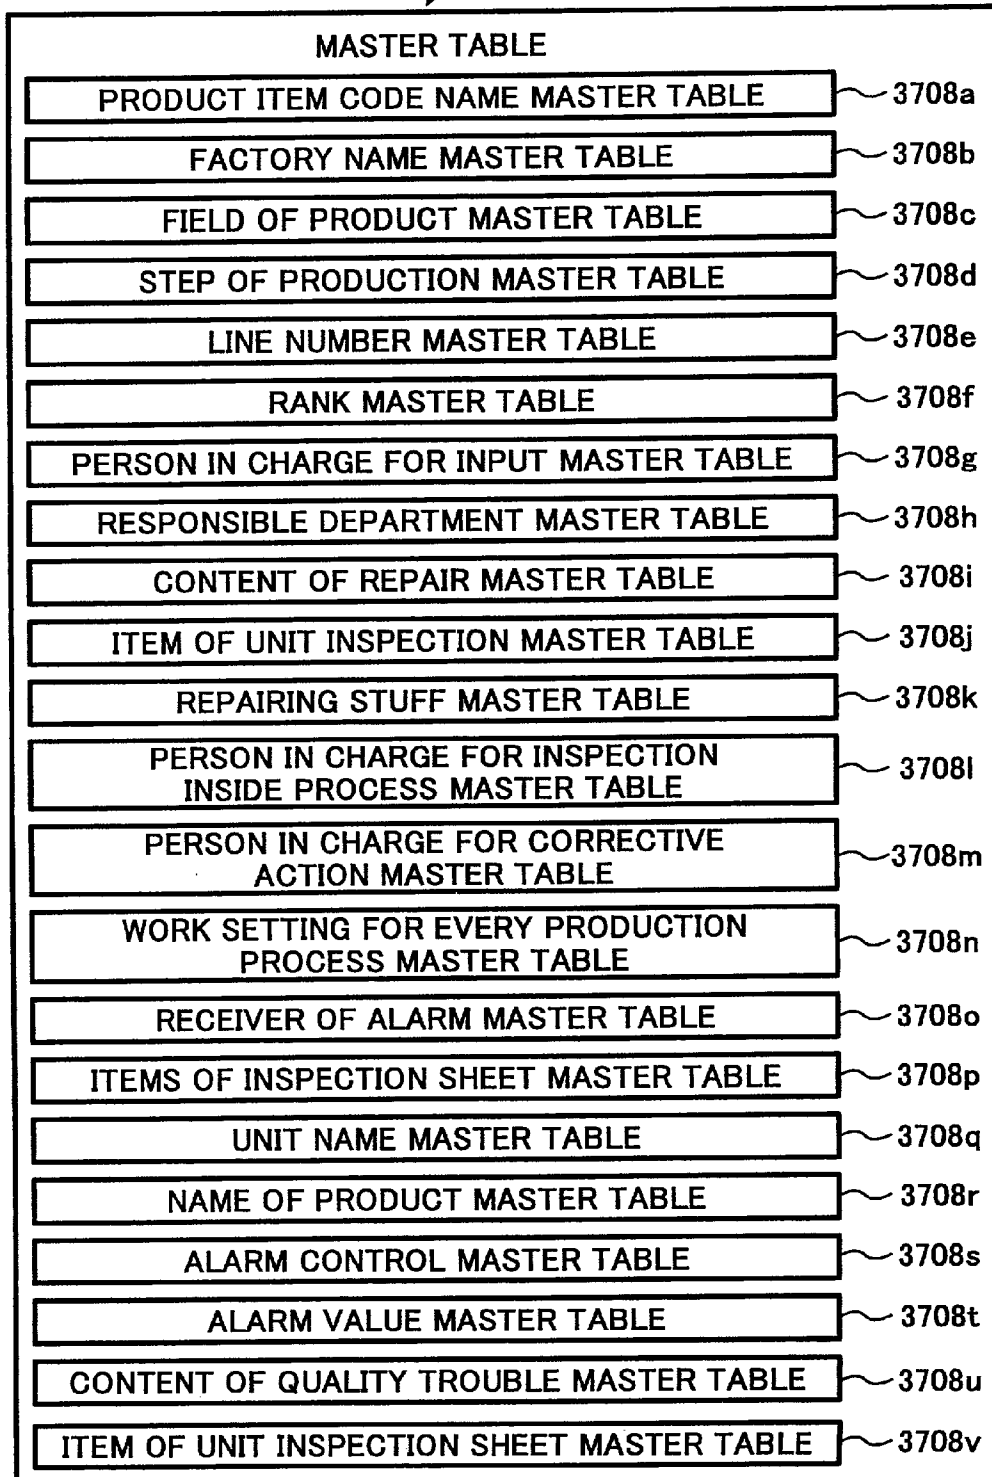 MASTER TABLE
PRODUCT ITEM CODE NAME MASTER TABLE 3708a
FACTORY NAME MASTER TABLE 3708b
FIELD OF PRODUCT MASTER TABLE 3708c
STEP OF PRODUCTION MASTER TABLE 3708d
LINE NUMBER MASTER TABLE 3708e
RANK MASTER TABLE 3708f
PERSON IN CHARGE FOR INPUT MASTER TABLE 3708g
RESPONSIBLE DEPARTMENT MASTER TABLE 3708h
CONTENT OF REPAIR MASTER TABLE 3708i
ITEM OF UNIT INSPECTION MASTER TABLE 3708j
REPAIRING STUFF MASTER TABLE 3708k
PERSON IN CHARGE FOR INSPECTION
INSIDE PROCESS MASTER TABLE 3708l
PERSON IN CHARGE FOR CORRECTIVE
ACTION MASTER TABLE 3708m
WORK SETTING FOR EVERY PRODUCTION
PROCESS MASTER TABLE 3708n
RECEIVER OF ALARM MASTER TABLE 3708o
ITEMS OF INSPECTION SHEET MASTER TABLE 3708p
UNIT NAME MASTER TABLE 3708q
NAME OF PRODUCT MASTER TABLE 3708r
ALARM CONTROL MASTER TABLE 3708s
ALARM VALUE MASTER TABLE 3708t
CONTENT OF QUALITY TROUBLE MASTER TABLE 3708u
ITEM OF UNIT INSPECTION SHEET MASTER TABLE 3708v